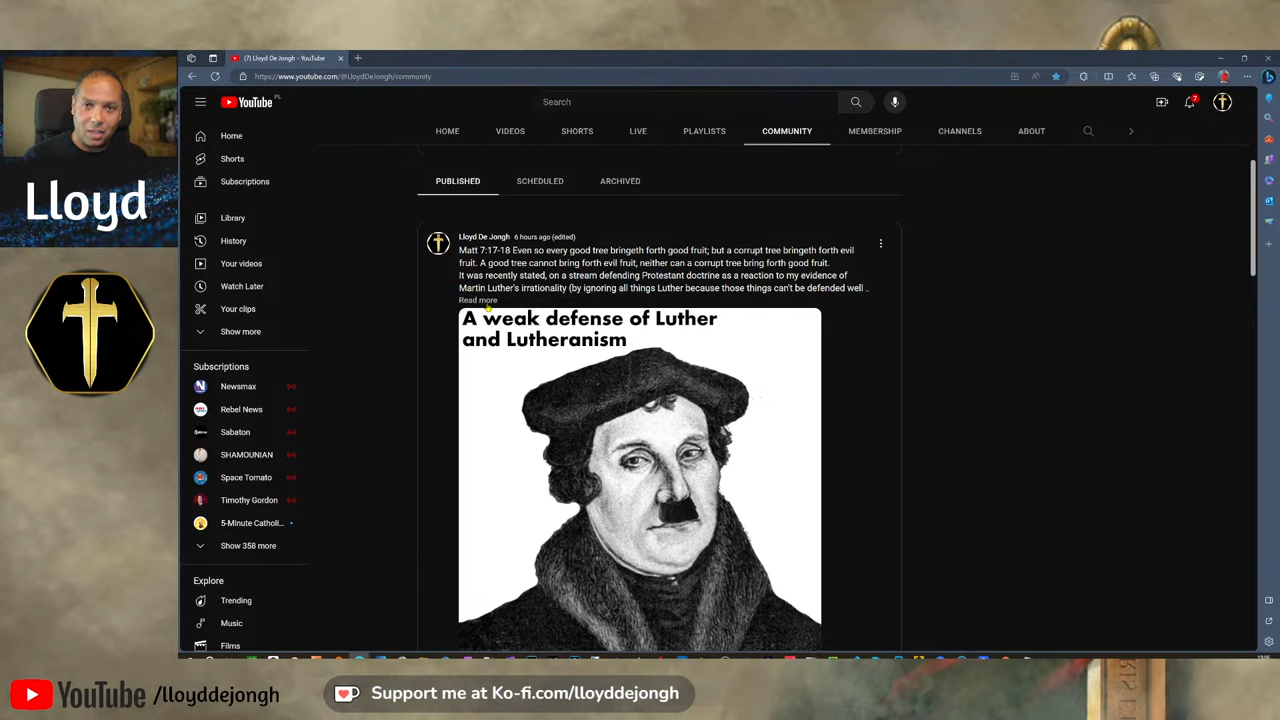 Lloyd
YouTube /lloyddejongh
Support me at Ko-fi.com/lloyddejongh
(7) Lloyd De Jongh - YouTube
https://www.youtube.com/@LloydDeJongh/community
YouTube PL
Search
7
Home
Shorts
Subscriptions
Library
History
Your videos
Watch Later
Your clips
Show more
Subscriptions
Newsmax
Rebel News
Sabaton
SHAMOUNIAN
Space Tomato
Timothy Gordon
5-Minute Catholi...
Show 358 more
Explore
Trending
Music
Films
HOME VIDEOS SHORTS LIVE PLAYLISTS COMMUNITY MEMBERSHIP CHANNELS ABOUT
PUBLISHED SCHEDULED ARCHIVED
Lloyd De Jongh 6 hours ago (edited)
Matt 7:17-18 Even so every good tree bringeth forth good fruit; but a corrupt tree bringeth forth evil
fruit. A good tree cannot bring forth evil fruit, neither can a corrupt tree bring forth good fruit.
It was recently stated, on a stream defending Protestant doctrine as a reaction to my evidence of
Martin Luther's irrationality (by ignoring all things Luther because those things can't be defended well ..
Read more
A weak defense of Luther
and Lutheranism